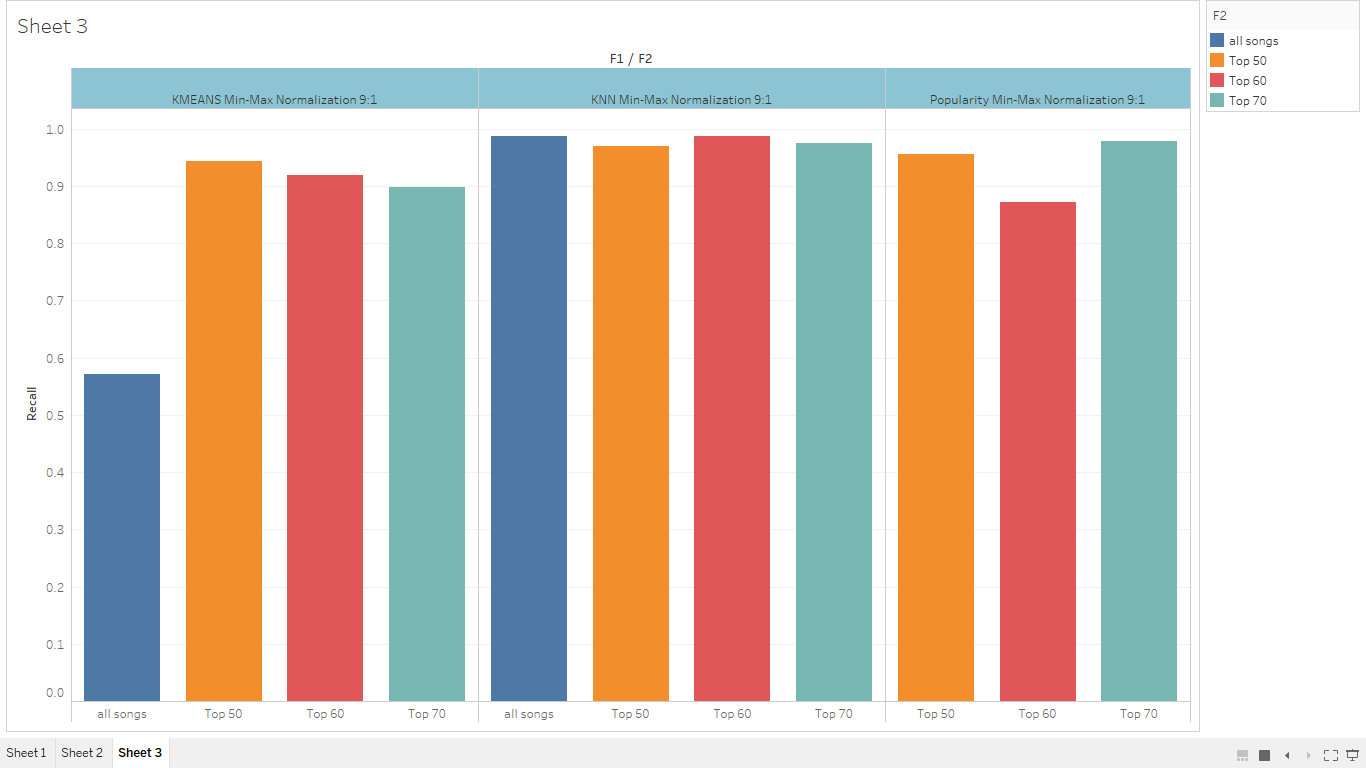 Sheet 3
F1 / F2
KMEANS Min-Max Normalization 9:1
KNN Min-Max Normalization 9:1
Popularity Min-Max Normalization 9:1
1.0
0.9
0.8
0.7
0.6
0.5
0.4
0.3
0.2
0.1
0.0
Recall
all songs
Top 50
Top 60
Top 70
all songs
Top 50
Top 60
Top 70
Top 50
Top 60
Top 70
F2
all songs
Top 50
Top 60
Top 70
Sheet 1
Sheet 2
Sheet 3